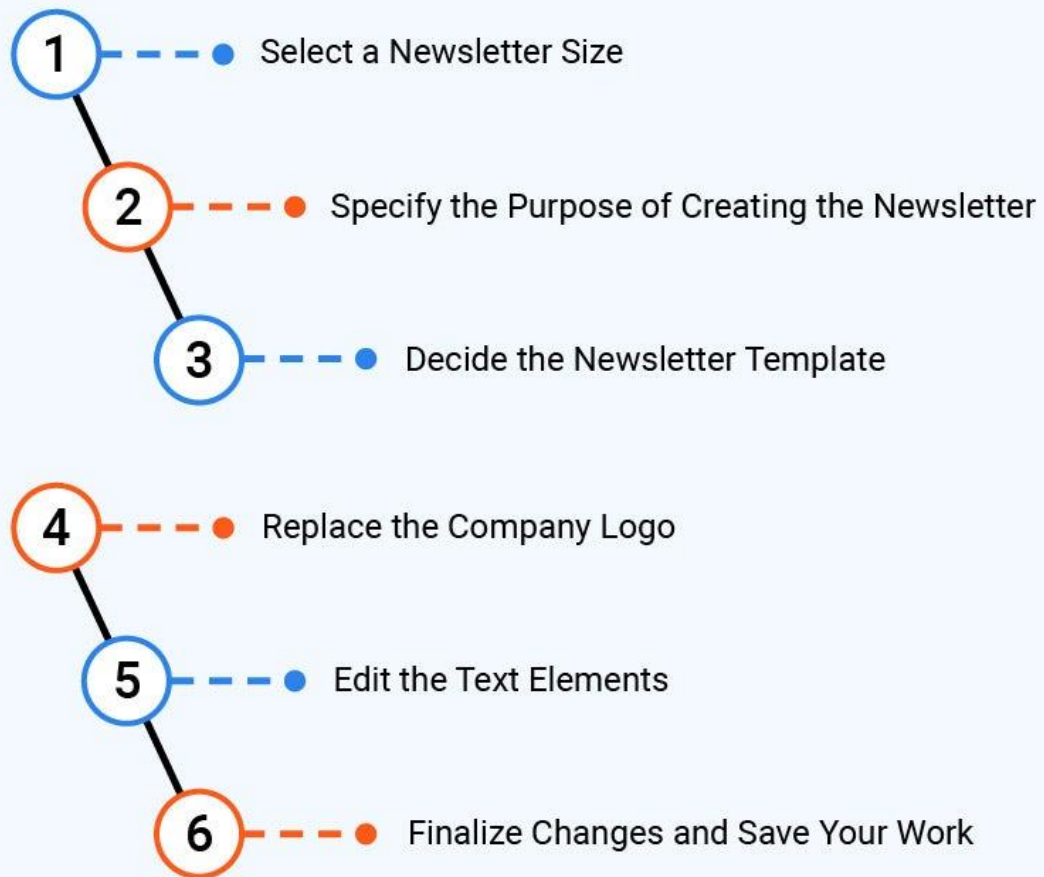 1 Select a Newsletter Size
2 Specify the Purpose of Creating the Newsletter
3 Decide the Newsletter Template
4 Replace the Company Logo
5 Edit the Text Elements
6 Finalize Changes and Save Your Work